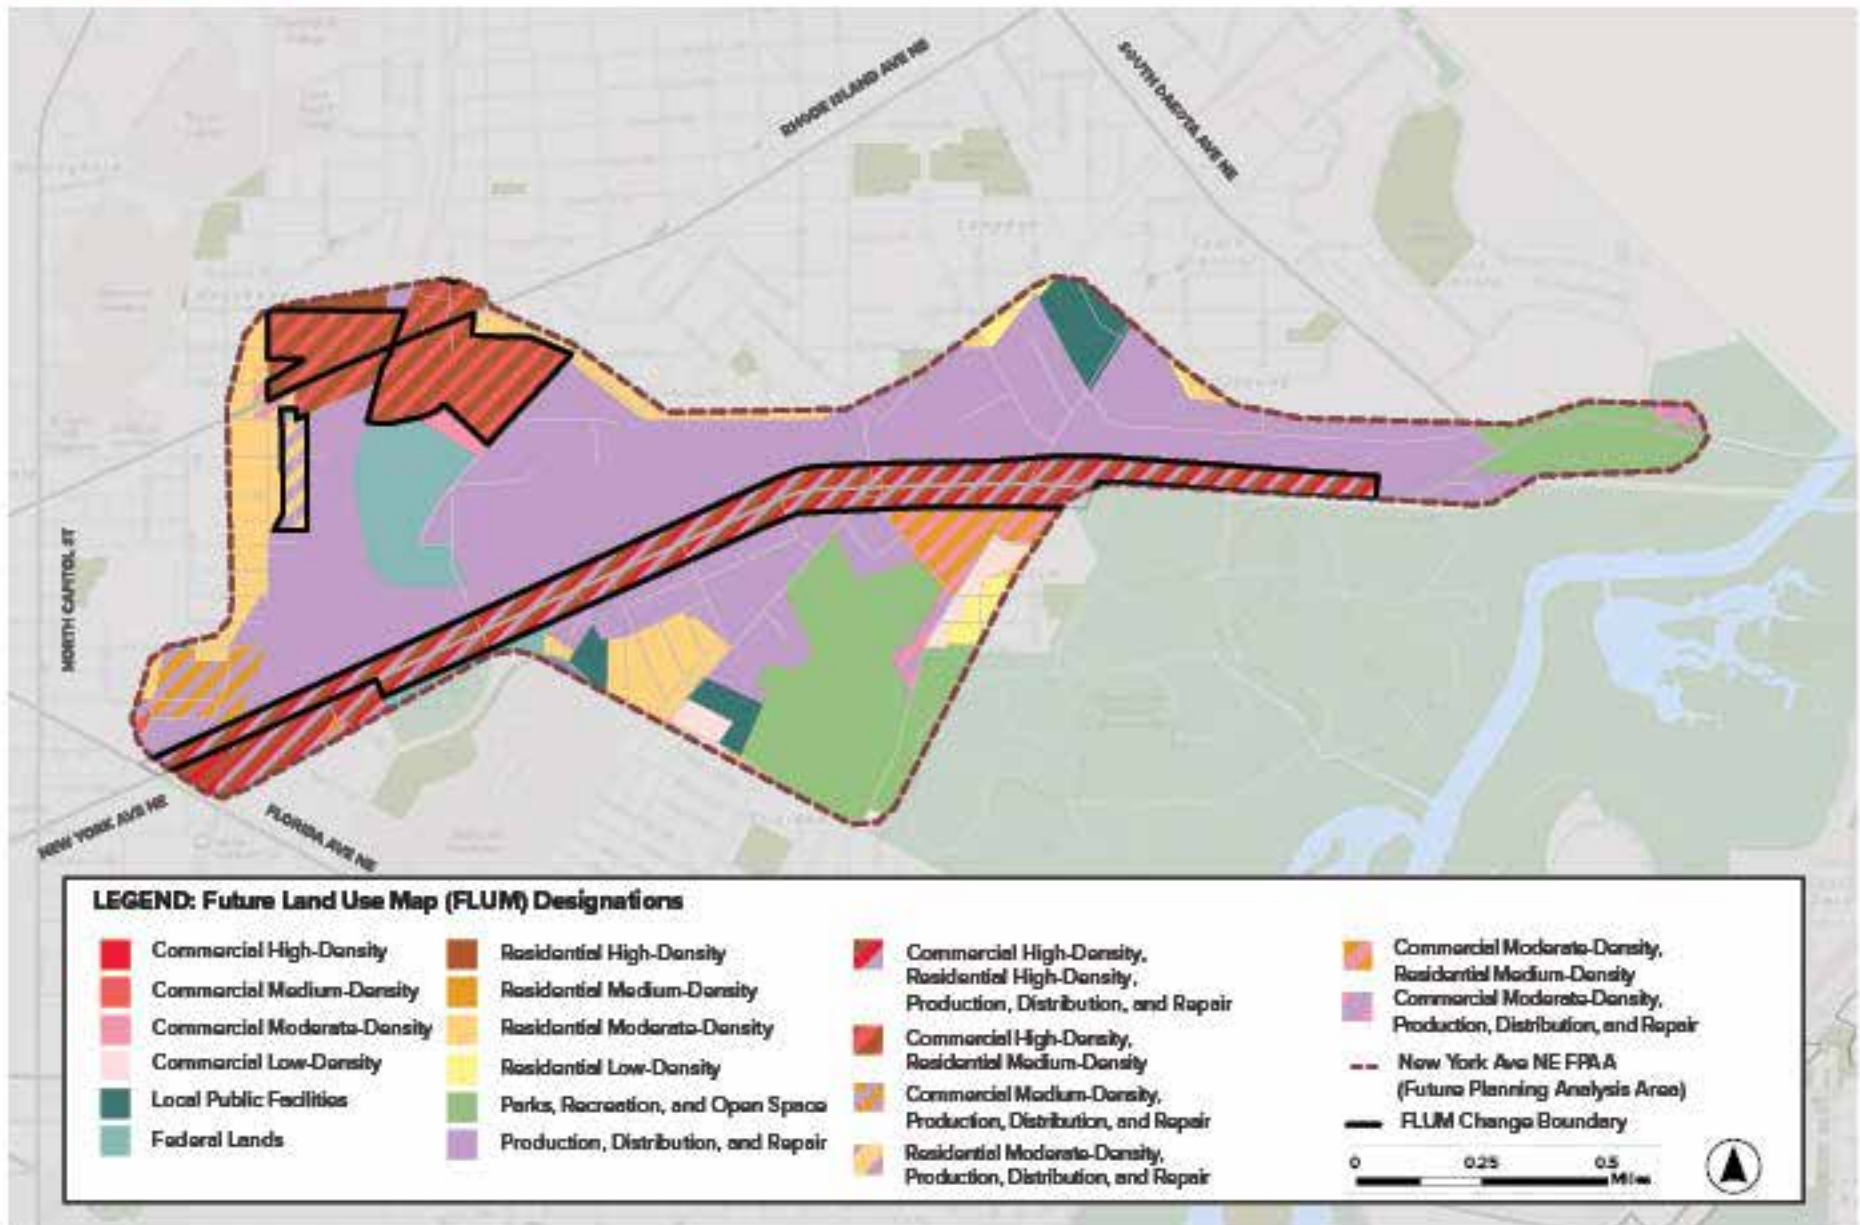 RHODE ISLAND AVE NE
SOUTH DAKOTA AVE NE
NORTH CAPITOL ST
NEW YORK AVE NE
FLORIDA AVE NE
LEGEND: Future Land Use Map (FLUM) Designations
Commercial High-Density
Commercial Medium-Density
Commercial Moderate-Density
Commercial Low-Density
Local Public Facilities
Federal Lands
Residential High-Density
Residential Medium-Density
Residential Moderate-Density
Residential Low-Density
Parks, Recreation, and Open Space
Production, Distribution, and Repair
Commercial High-Density,
Residential High-Density,
Production, Distribution, and Repair
Commercial High-Density,
Residential Medium-Density
Commercial Medium-Density,
Production, Distribution, and Repair
Residential Moderate-Density,
Production, Distribution, and Repair
Commercial Moderate-Density,
Residential Medium-Density
Commercial Moderate-Density,
Production, Distribution, and Repair
New York Ave NE FPAA
(Future Planning Analysis Area)
FLUM Change Boundary
0 0.25 0.5
Miles